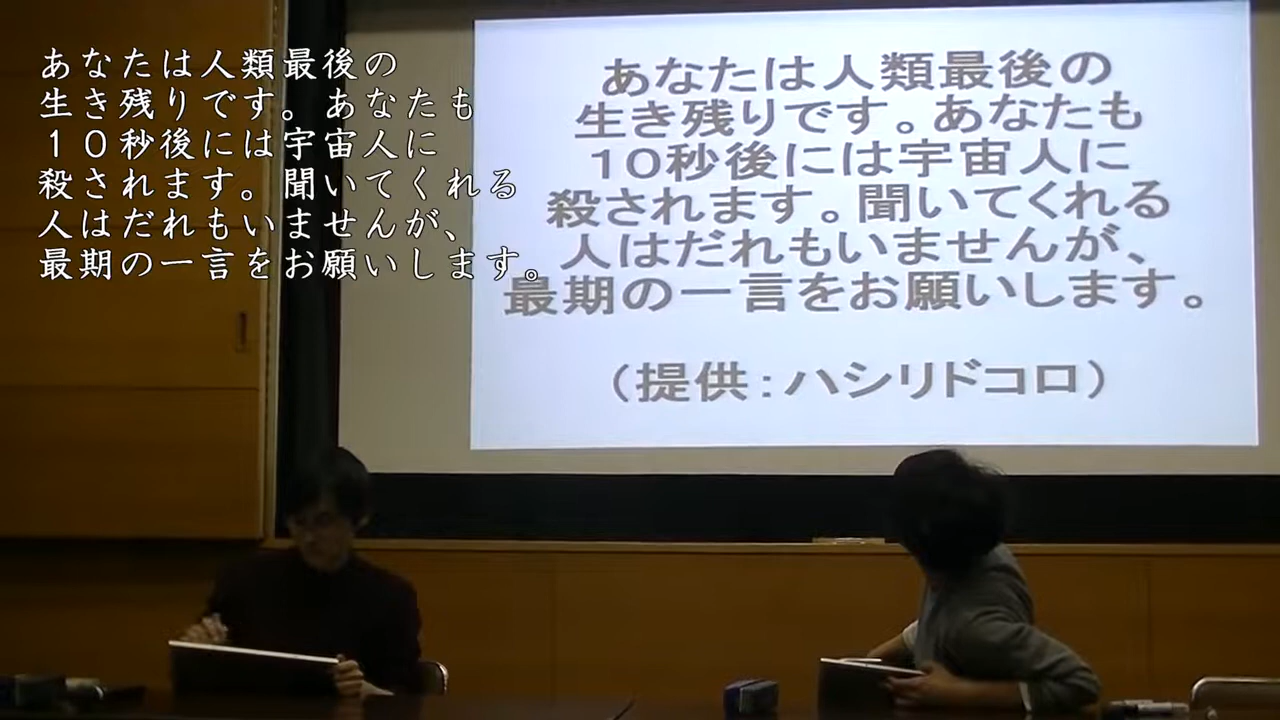 あなたは人類最後の
生き残りです。あなたも
１０秒後には宇宙人に
殺されます。聞いてくれる
人はだれもいませんが、
最期の一言をお願いします。
あなたは人類最後の
生き残りです。あなたも
１０秒後には宇宙人に
殺されます。聞いてくれる
人はだれもいませんが、
最期の一言をお願いします。
（提供：ハシリドコロ）